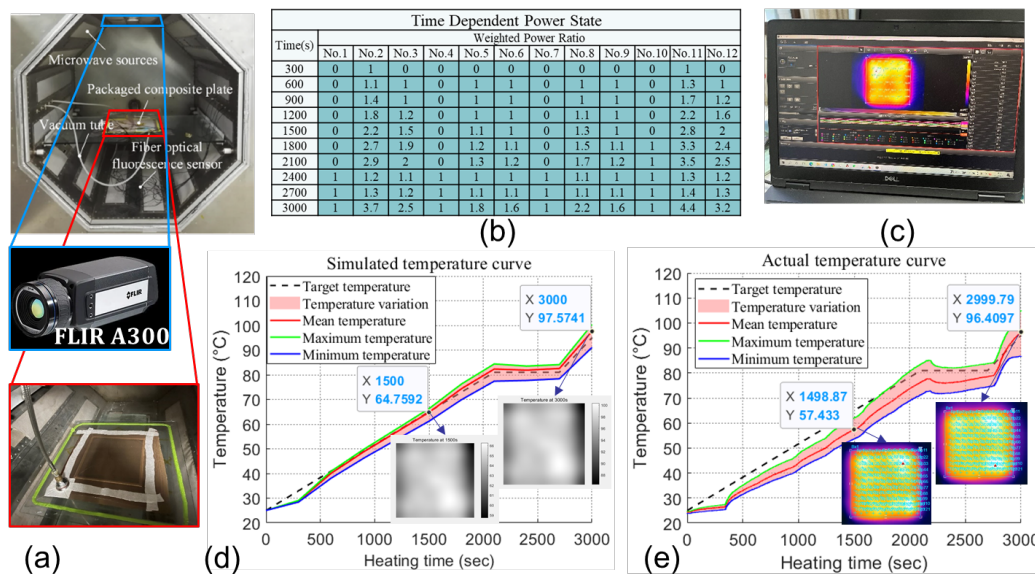 Microwave sources
Packaged composite plate
Vacuum tube
Fiber optical
fluorescence sensor
FLIR
FLIR A300
(a)
Time Dependent Power State
Time(s) Weighted Power Ratio
No.1 No.2 No.3 No.4 No.5 No.6 No.7 No.8 No.9 No.10 No.11 No.12
300 0 1 0 0 0 0 0 0 0 0 1 0
600 0 1.1 1 0 1 1 0 1 1 0 1.3 1
900 0 1.4 1 0 1 1 0 1 1 0 1.7 1.2
1200 0 1.8 1.2 0 1 1 0 1.1 1 0 2.2 1.6
1500 0 2.2 1.5 0 1.1 1 0 1.3 1 0 2.8 2
1800 0 2.7 1.9 0 1.2 1.1 0 1.5 1.1 1 3.3 2.4
2100 0 2.9 2 0 1.3 1.2 0 1.7 1.2 1 3.5 2.5
2400 1 1.2 1.1 1 1 1 1 1.1 1 1 1.3 1.2
2700 1 1.3 1.2 1 1.1 1.1 1 1.1 1.1 1 1.4 1.3
3000 1 3.7 2.5 1 1.8 1.6 1 2.2 1.6 1 4.4 3.2
(b)
DELL
(c)
Simulated temperature curve
Target temperature
Temperature variation
Mean temperature
Maximum temperature
Minimum temperature
X 3000
Y 97.5741
X 1500
Y 64.7592
Temperature at 1500s
Temperature at 3000s
Temperature (°C)
120
110
100
90
80
70
60
50
40
30
20
0 500 1000 1500 2000 2500 3000
Heating time (sec)
(d)
Actual temperature curve
Target temperature
Temperature variation
Mean temperature
Maximum temperature
Minimum temperature
X 2999.79
Y 96.4097
X 1498.87
Y 57.433
Temperature (°C)
120
110
100
90
80
70
60
50
40
30
20
0 500 1000 1500 2000 2500 3000
Heating time (sec)
(e)